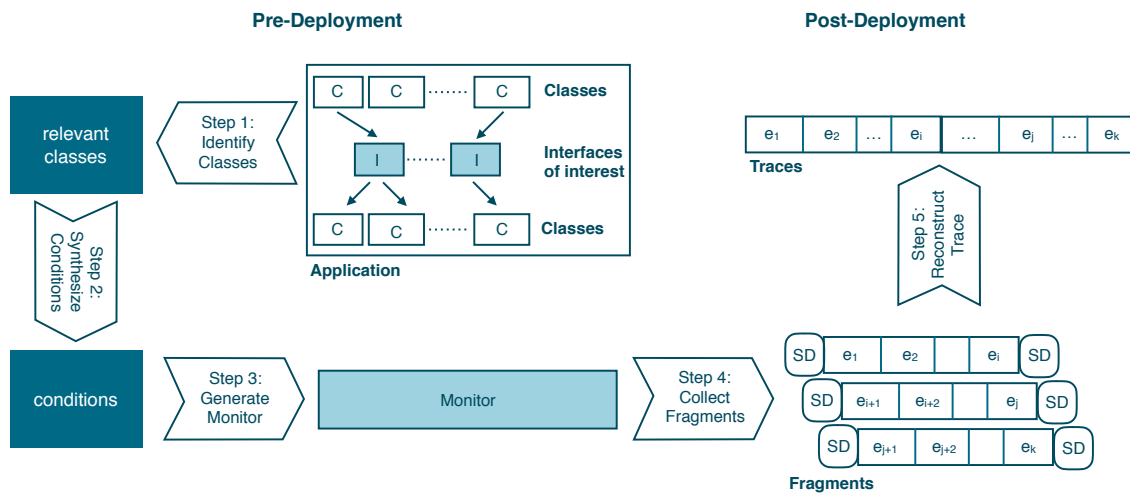 Pre-Deployment
Post-Deployment
C C ....... C Classes
relevant
classes
Step 1:
Identify
Classes
I ....... I
Interfaces
of interest
C C ....... C Classes
Application
Step 2:
Synthesize
Conditions
conditions
Step 3:
Generate
Monitor
Monitor
Step 4:
Collect
Fragments
e1 e2 ... ei ... ej ... ek
Traces
Step 5:
Reconstruct
Trace
SD e1 e2 ei SD
SD ei+1 ei+2 ej SD
SD ej+1 ej+2 ek SD
Fragments